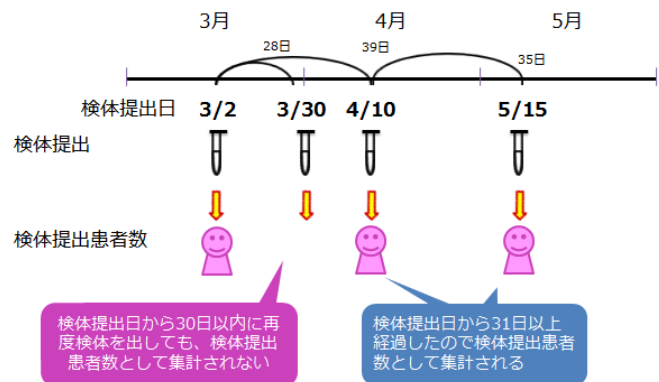 3月 4月 5月
28日 39日 35日
検体提出日 3/2 3/30 4/10 5/15
検体提出
検体提出患者数
検体提出日から30日以内に再
度検体を出しても、検体提出
患者数として集計されない
検体提出日から31日以上
経過したので検体提出患者
数として集計される